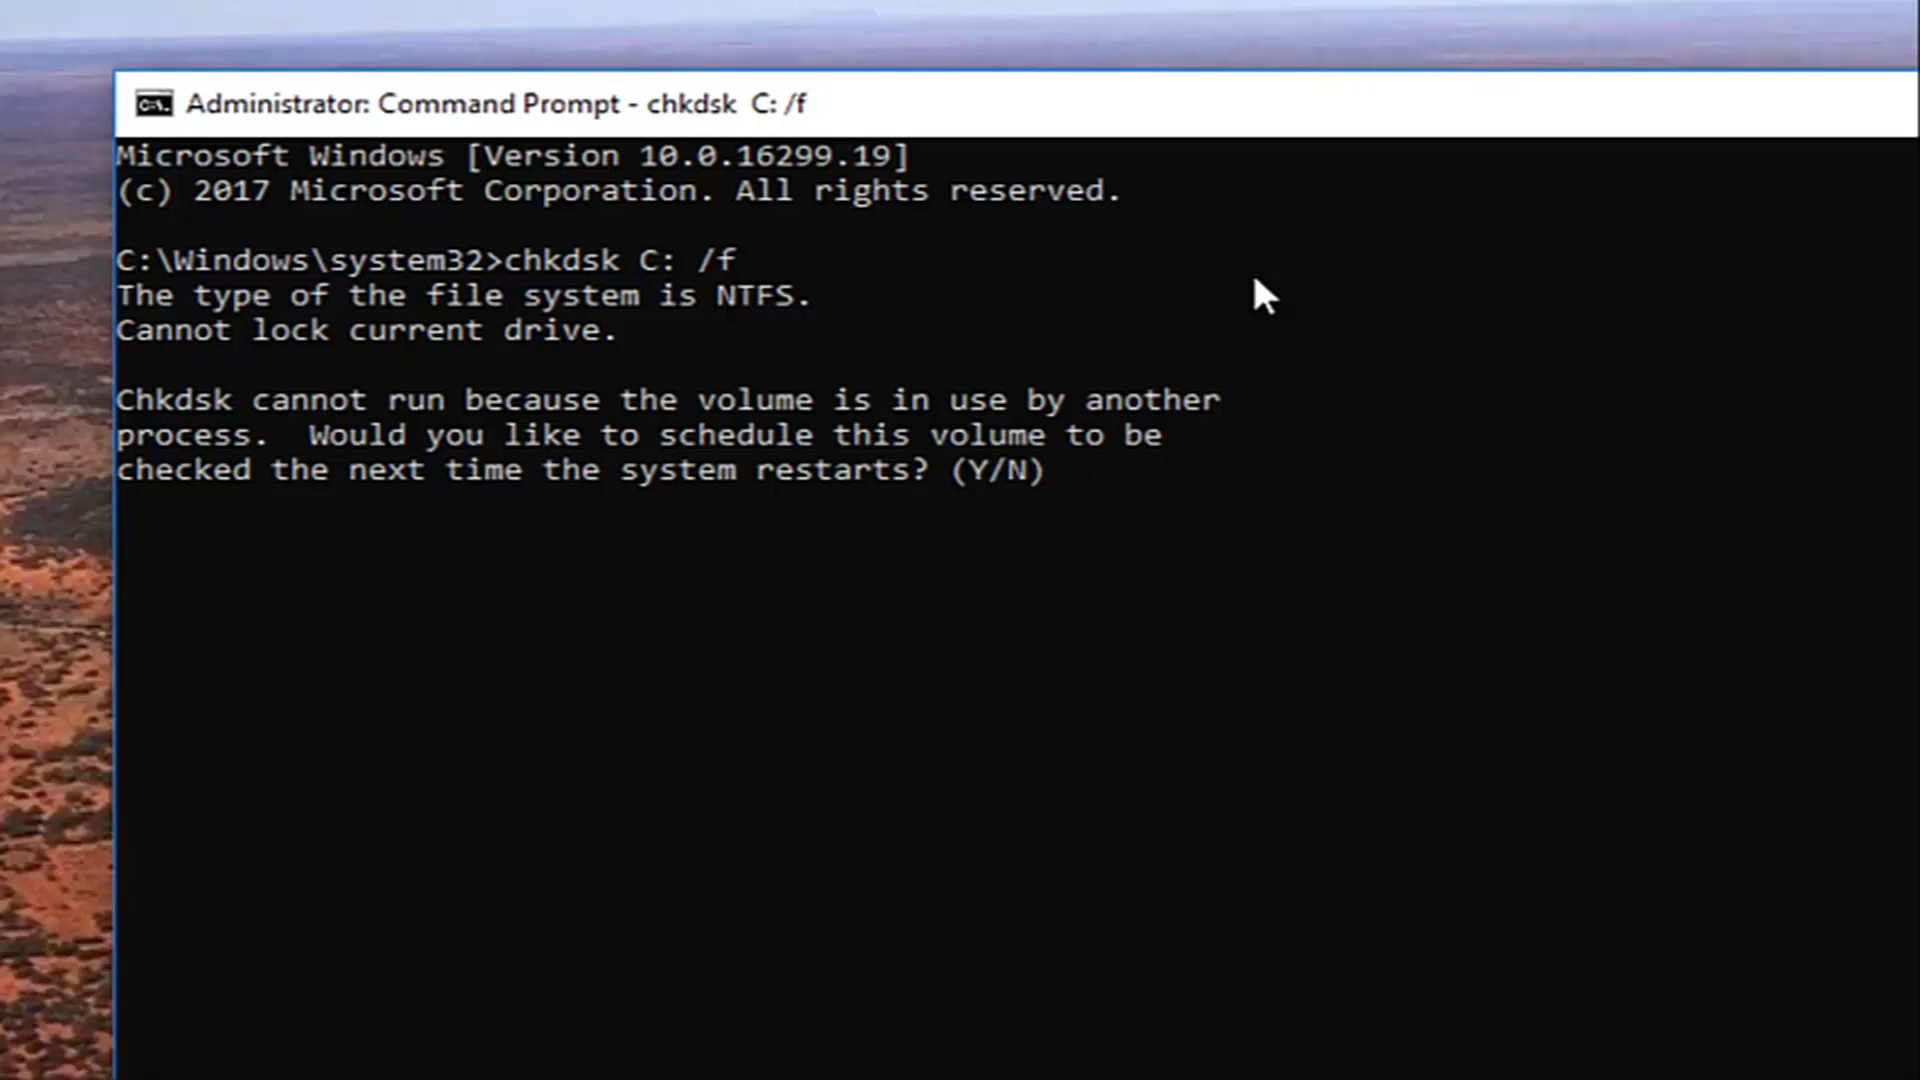 Administrator: Command Prompt - chkdsk  C: /f
Microsoft Windows [Version 10.0.16299.19]
(c) 2017 Microsoft Corporation. All rights reserved.
C:\Windows\system32>chkdsk C: /f
The type of the file system is NTFS.
Cannot lock current drive.
Chkdsk cannot run because the volume is in use by another
process.  Would you like to schedule this volume to be
checked the next time the system restarts? (Y/N)